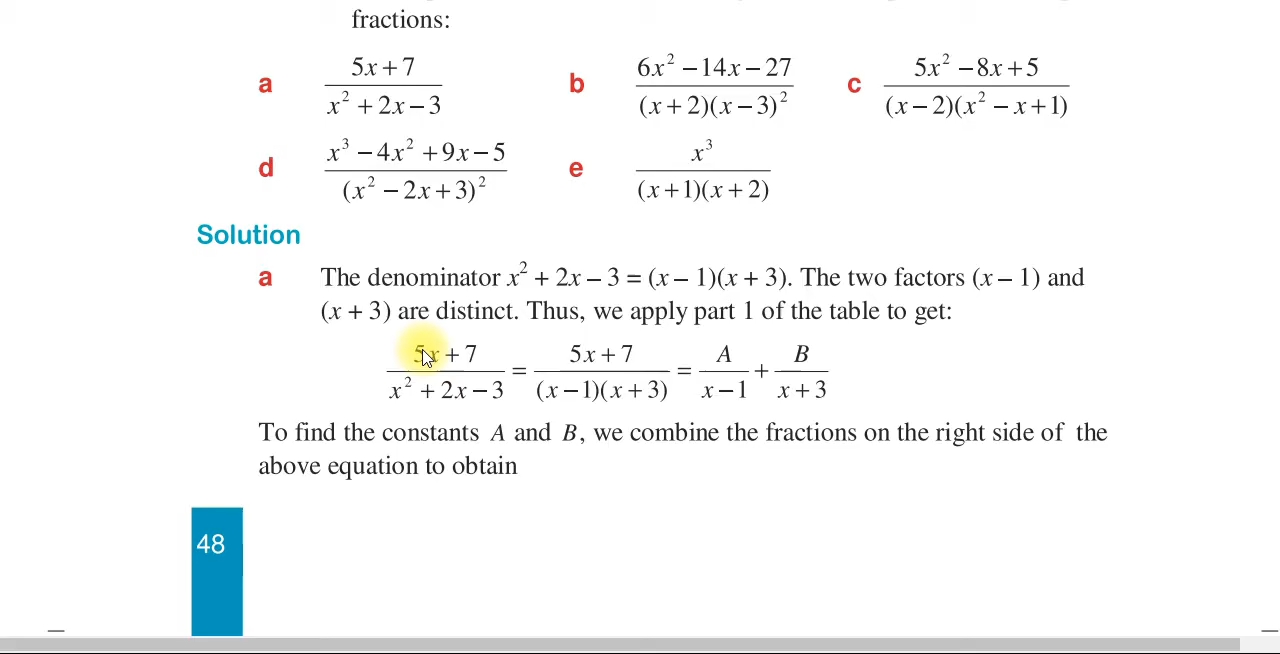 fractions:
a 5x + 7 / x² + 2x − 3 b 6x² − 14x − 27 / (x + 2)(x − 3)² c 5x² − 8x + 5 / (x − 2)(x² − x + 1)
d x³ − 4x² + 9x − 5 / (x² − 2x + 3)² e x³ / (x + 1)(x + 2)
Solution
a The denominator x² + 2x – 3 = (x – 1)(x + 3). The two factors (x – 1) and
(x + 3) are distinct. Thus, we apply part 1 of the table to get:
5x + 7 / x² + 2x − 3 = 5x + 7 / (x − 1)(x + 3) = A / x − 1 + B / x + 3
To find the constants A and B, we combine the fractions on the right side of the
above equation to obtain
48